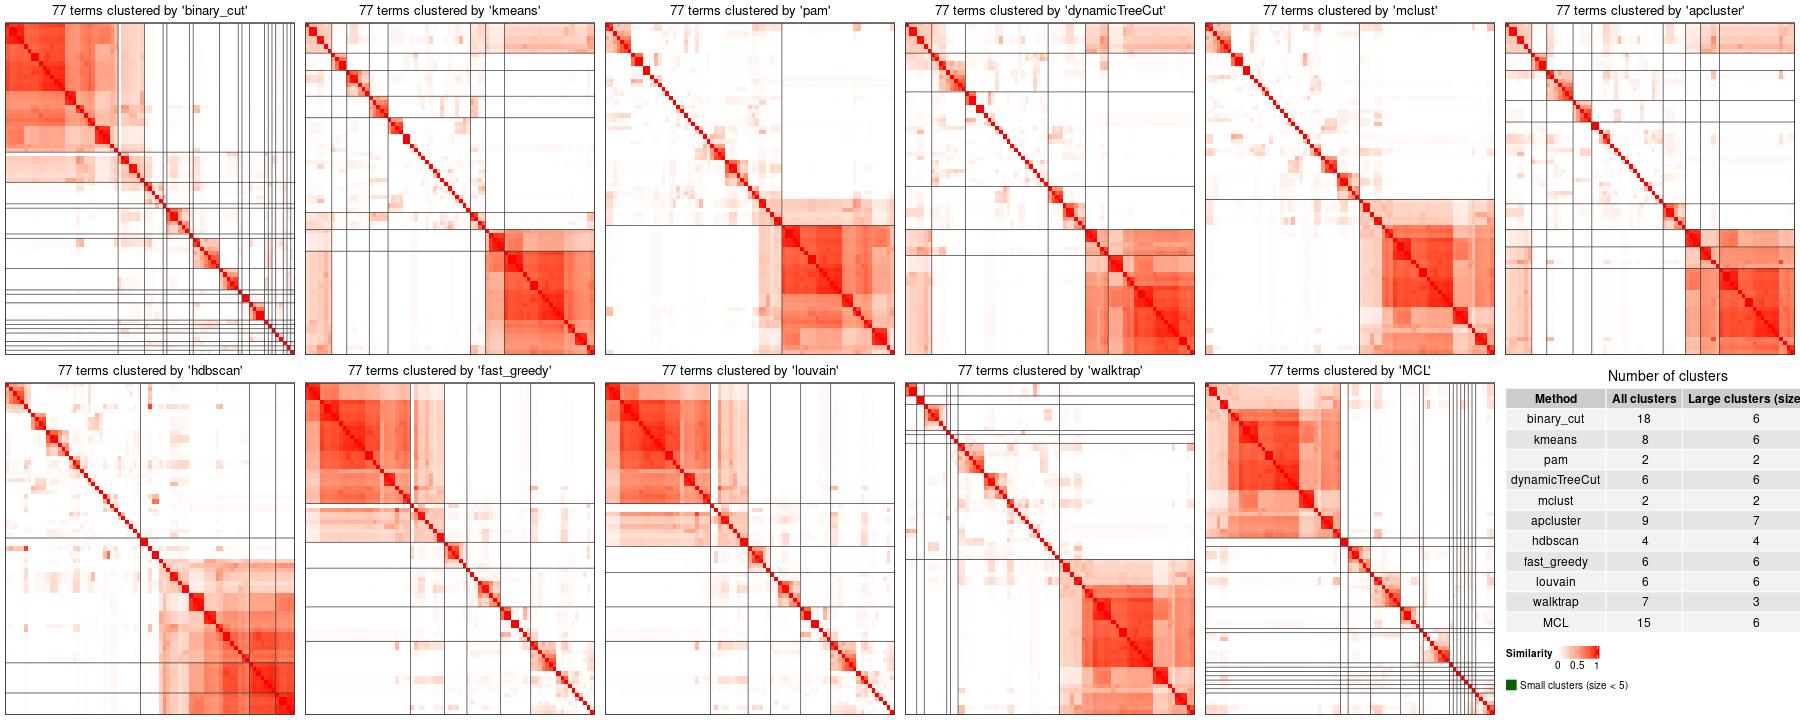 77 terms clustered by 'binary_cut'
77 terms clustered by 'kmeans'
77 terms clustered by 'pam'
77 terms clustered by 'dynamicTreeCut'
77 terms clustered by 'mclust'
77 terms clustered by 'apcluster'
77 terms clustered by 'hdbscan'
77 terms clustered by 'fast_greedy'
77 terms clustered by 'louvain'
77 terms clustered by 'walktrap'
77 terms clustered by 'MCL'
Number of clusters
Method All clusters Large clusters (size
binary_cut 18 6
kmeans 8 6
pam 2 2
dynamicTreeCut 6 6
mclust 2 2
apcluster 9 7
hdbscan 4 4
fast_greedy 6 6
louvain 6 6
walktrap 7 3
MCL 15 6
Similarity
0 0.5 1
Small clusters (size < 5)